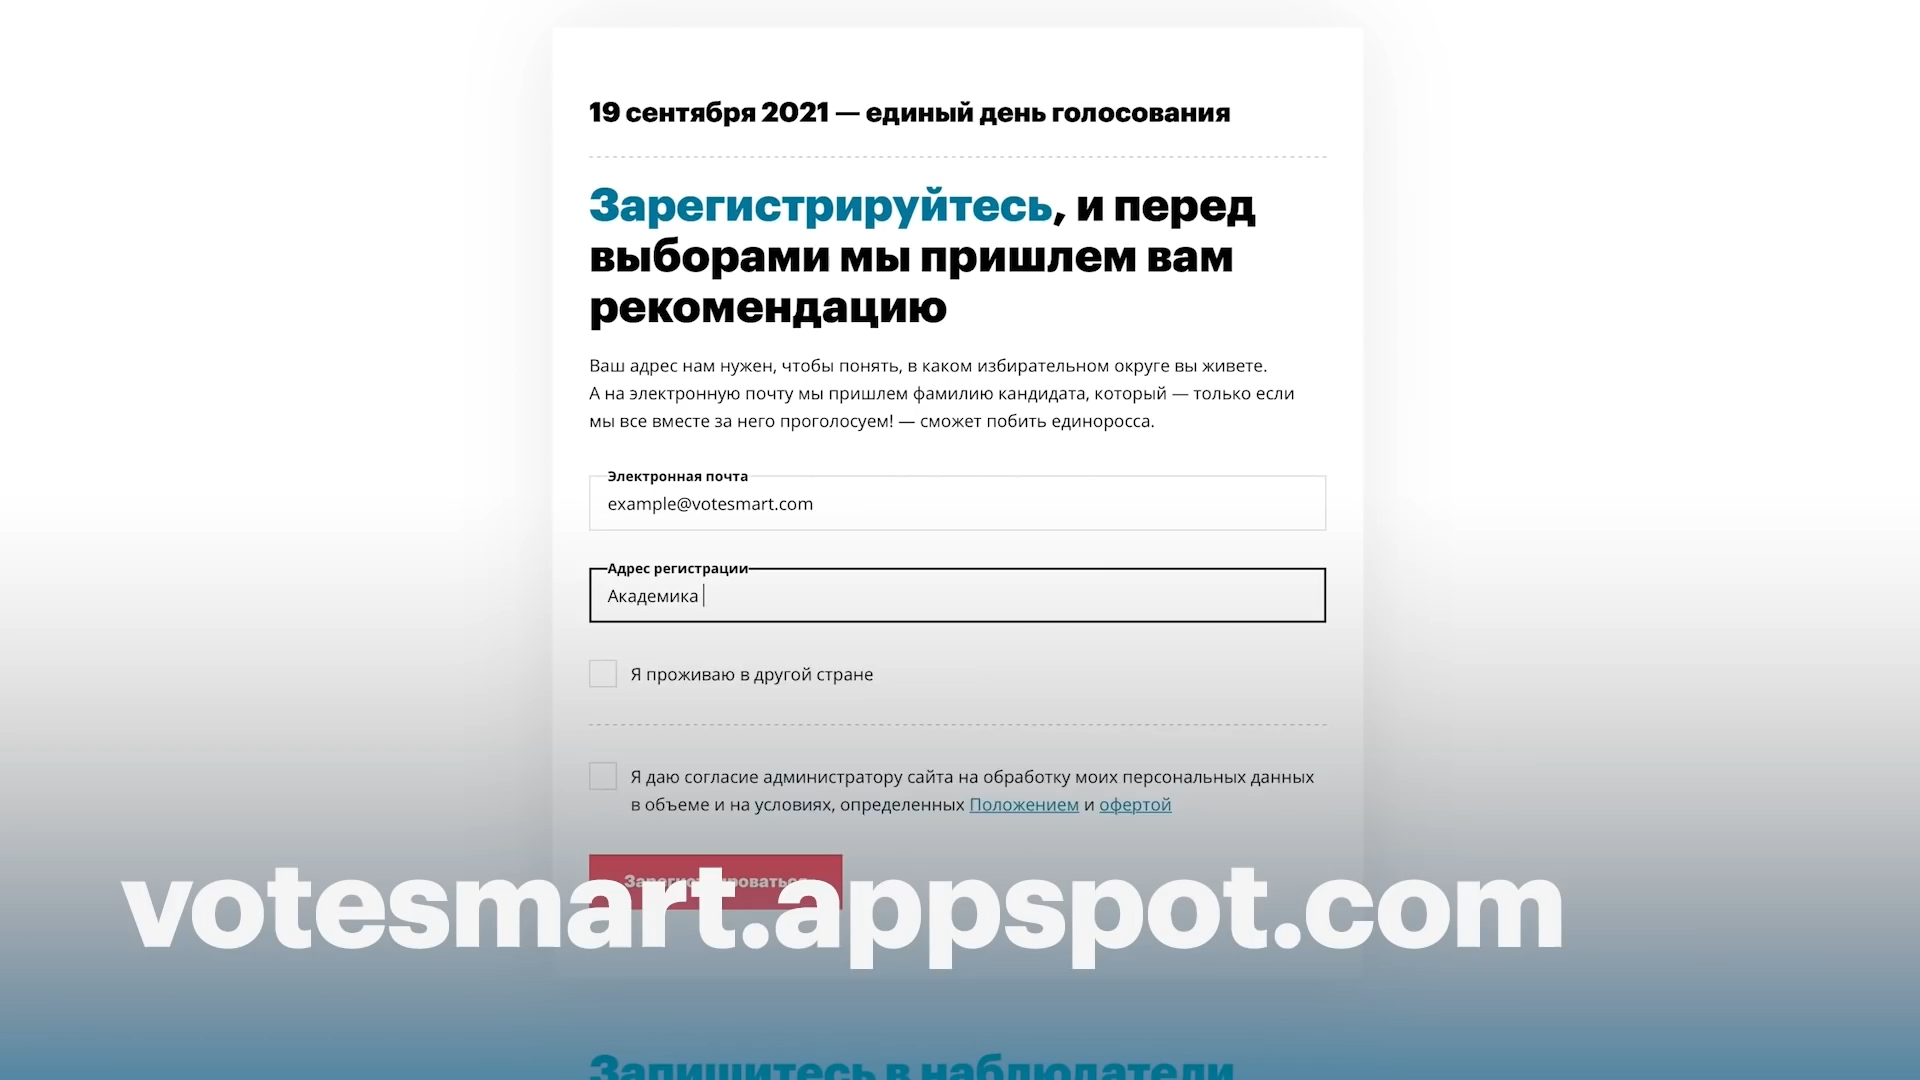 19 сентября 2021 — единый день голосования
Зарегистрируйтесь, и перед
выборами мы пришлем вам
рекомендацию
Ваш адрес нам нужен, чтобы понять, в каком избирательном округе вы живете.
А на электронную почту мы пришлем фамилию кандидата, который — только если
мы все вместе за него проголосуем! — сможет побить единоросса.
Электронная почта
example@votesmart.com
Адрес регистрации
Академика
Я проживаю в другой стране
Я даю согласие администратору сайта на обработку моих персональных данных
в объеме и на условиях, определенных Положением и офертой
Зарегистрироваться
votesmart.appspot.com
Запишитесь в наблюдатели